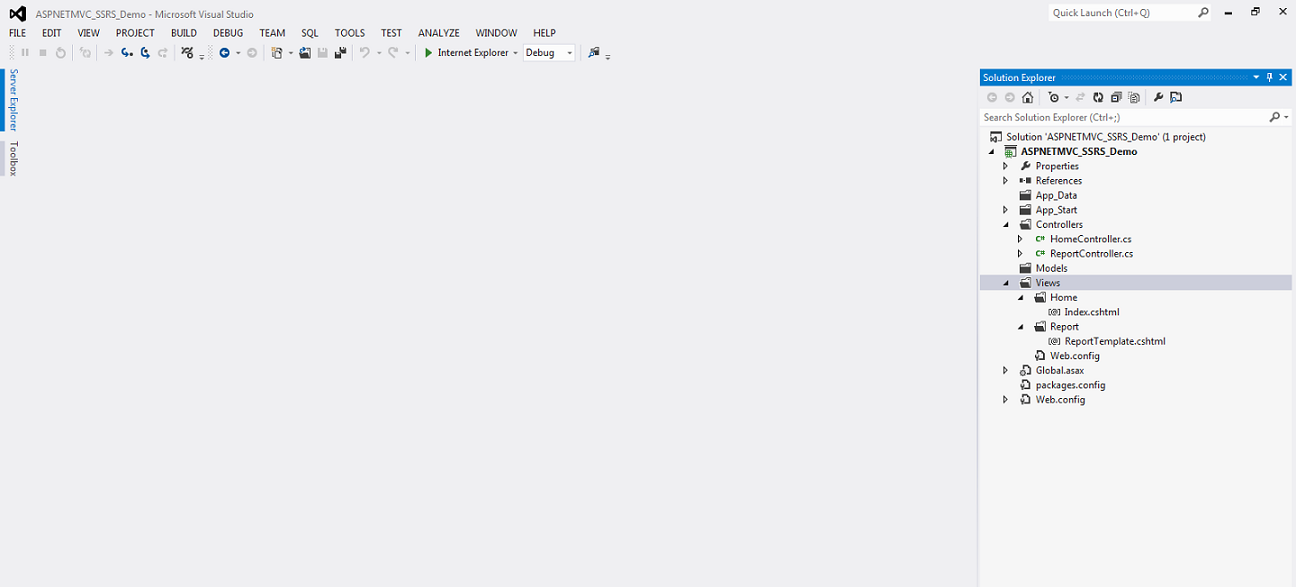 ASPNETMVC_SSRS_Demo - Microsoft Visual Studio
Quick Launch (Ctrl+Q)
FILE EDIT VIEW PROJECT BUILD DEBUG TEAM SQL TOOLS TEST ANALYZE WINDOW HELP
Internet Explorer Debug
Server Explorer
Toolbox
Solution Explorer
Search Solution Explorer (Ctrl+;)
Solution 'ASPNETMVC_SSRS_Demo' (1 project)
ASPNETMVC_SSRS_Demo
Properties
References
App_Data
App_Start
Controllers
C# HomeController.cs
C# ReportController.cs
Models
Views
Home
[@] Index.cshtml
Report
[@] ReportTemplate.cshtml
Web.config
Global.asax
packages.config
Web.config